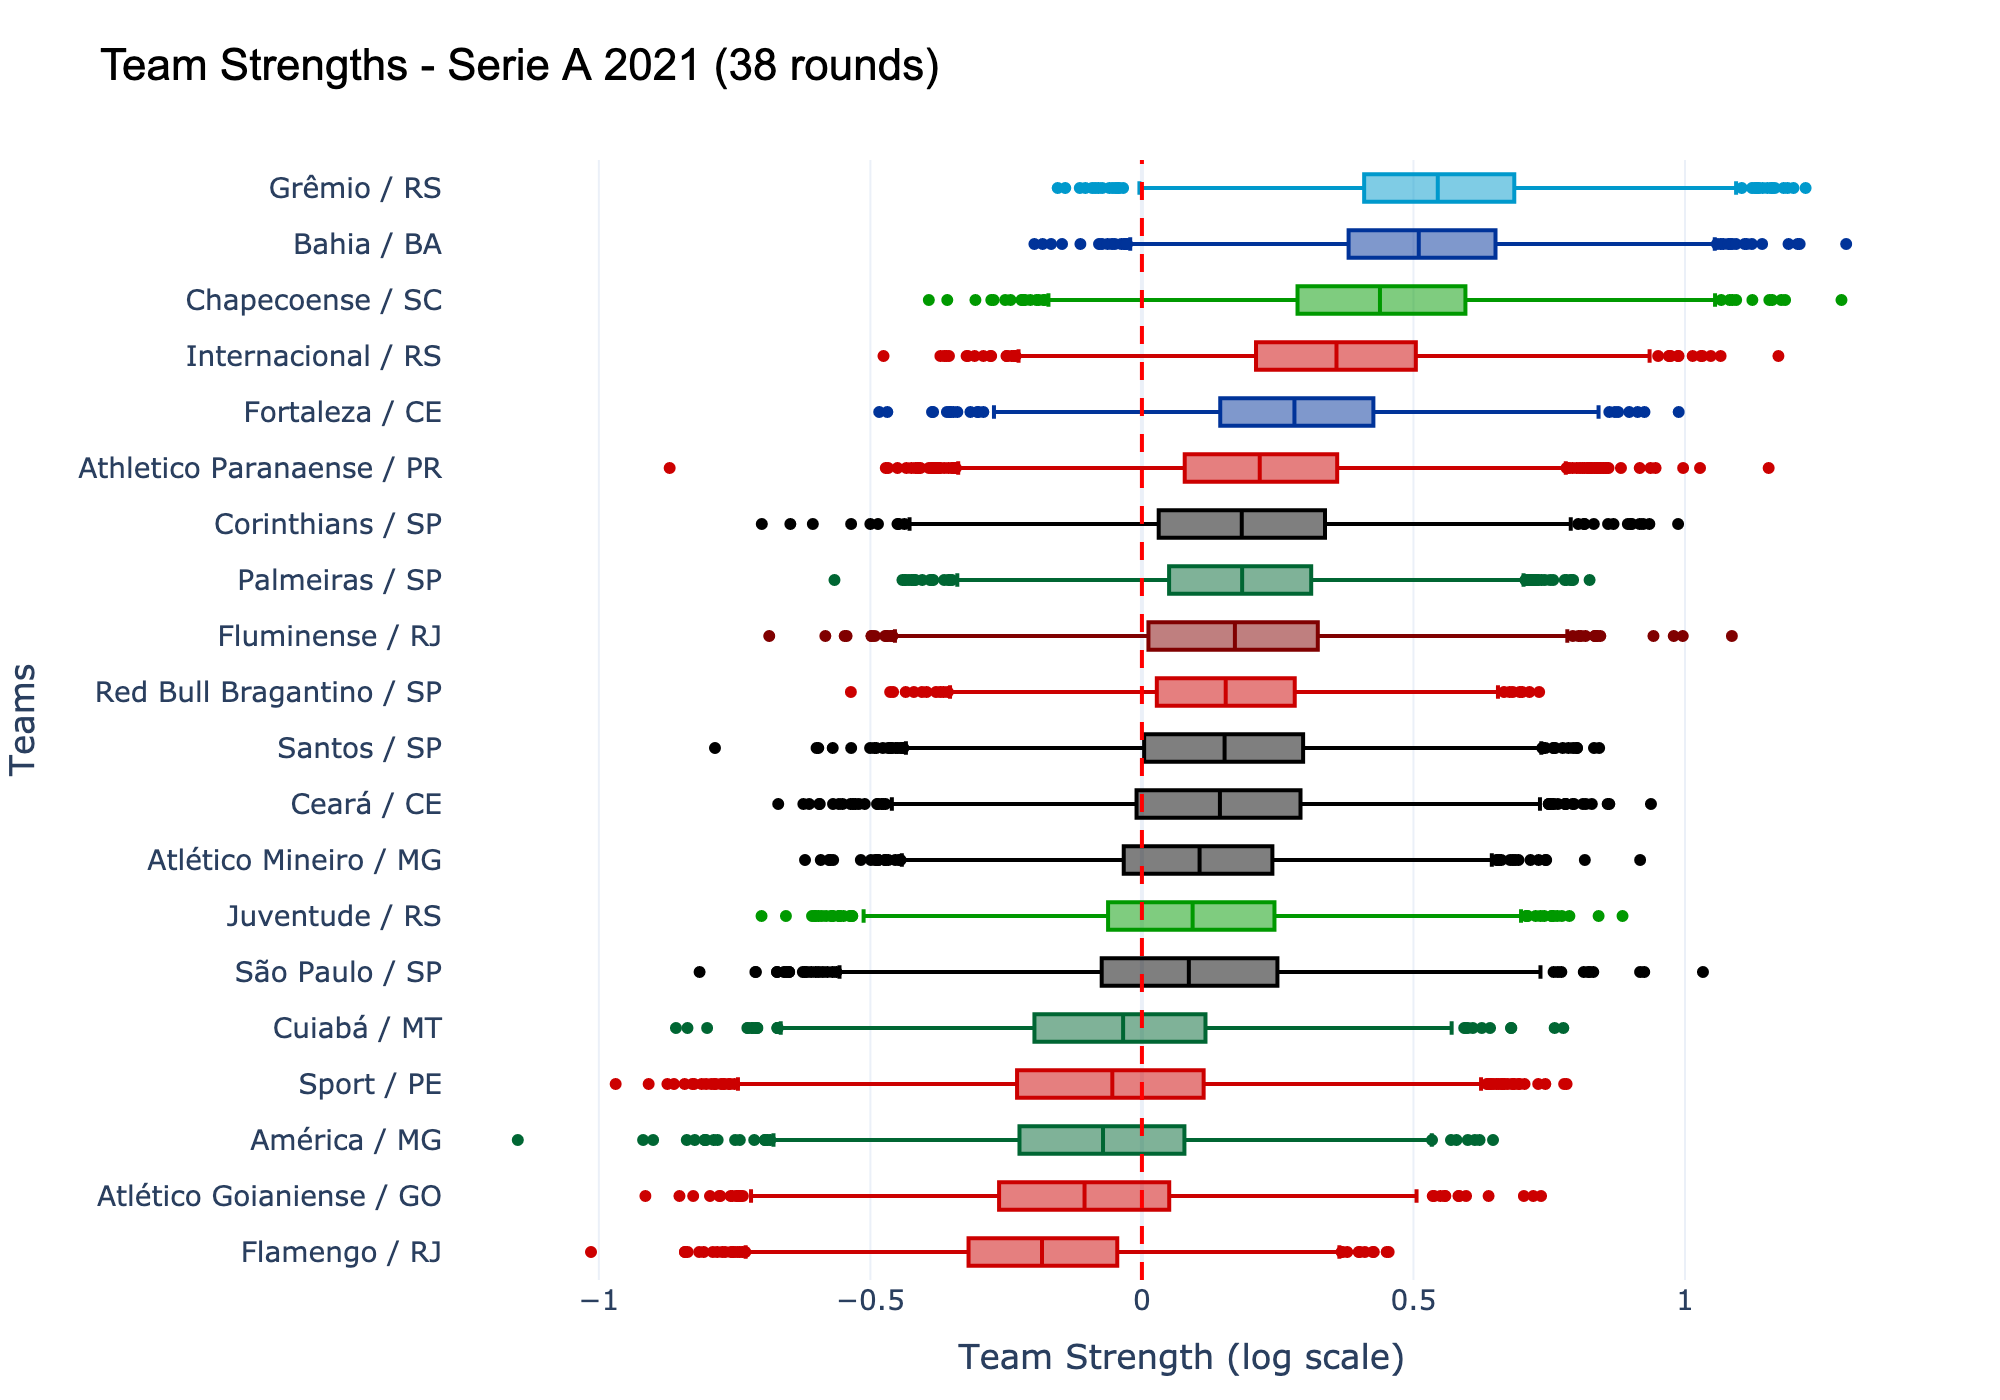 Team Strengths - Serie A 2021 (38 rounds)
Teams
Grêmio / RS
Bahia / BA
Chapecoense / SC
Internacional / RS
Fortaleza / CE
Athletico Paranaense / PR
Corinthians / SP
Palmeiras / SP
Fluminense / RJ
Red Bull Bragantino / SP
Santos / SP
Ceará / CE
Atlético Mineiro / MG
Juventude / RS
São Paulo / SP
Cuiabá / MT
Sport / PE
América / MG
Atlético Goianiense / GO
Flamengo / RJ
−1 −0.5 0 0.5 1
Team Strength (log scale)